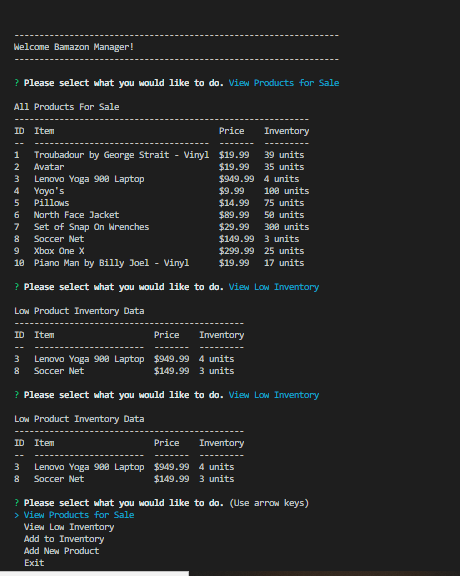 --------------------------------------------------------------------
Welcome Bamazon Manager!
--------------------------------------------------------------------
? Please select what you would like to do. View Products for Sale
All Products For Sale
-----------------------------------------------------------
ID  Item                                 Price    Inventory
--  -----------------------------------  -------  ---------
1   Troubadour by George Strait - Vinyl  $19.99   39 units
2   Avatar                               $19.99   35 units
3   Lenovo Yoga 900 Laptop               $949.99  4 units
4   Yoyo's                               $9.99    100 units
5   Pillows                              $14.99   75 units
6   North Face Jacket                    $89.99   50 units
7   Set of Snap On Wrenches              $29.99   300 units
8   Soccer Net                           $149.99  3 units
9   Xbox One X                           $299.99  25 units
10  Piano Man by Billy Joel - Vinyl      $19.99   17 units
? Please select what you would like to do. View Low Inventory
Low Product Inventory Data
----------------------------------------------
ID  Item                    Price    Inventory
--  ----------------------  -------  ---------
3   Lenovo Yoga 900 Laptop  $949.99  4 units
8   Soccer Net              $149.99  3 units
? Please select what you would like to do. View Low Inventory
Low Product Inventory Data
----------------------------------------------
ID  Item                    Price    Inventory
--  ----------------------  -------  ---------
3   Lenovo Yoga 900 Laptop  $949.99  4 units
8   Soccer Net              $149.99  3 units
? Please select what you would like to do. (Use arrow keys)
> View Products for Sale
View Low Inventory
Add to Inventory
Add New Product
Exit